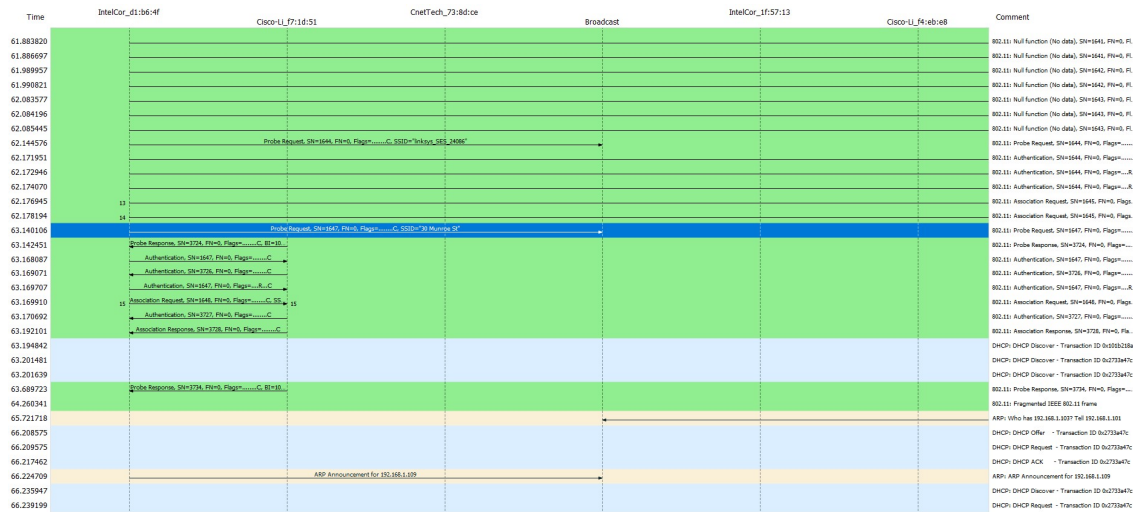 Time IntelCor_d1:b6:4f Cisco-Li_f7:1d:51 CnetTech_73:8d:ce Broadcast IntelCor_1f:57:13 Cisco-Li_f4:eb:e8 Comment
61.883820 802.11: Null function (No data), SN=1641, FN=0, Fl.
61.886697 802.11: Null function (No data), SN=1641, FN=0, Fl.
61.989957 802.11: Null function (No data), SN=1642, FN=0, Fl.
61.990821 802.11: Null function (No data), SN=1642, FN=0, Fl.
62.083577 802.11: Null function (No data), SN=1643, FN=0, Fl.
62.084196 802.11: Null function (No data), SN=1643, FN=0, Fl.
62.085445 802.11: Null function (No data), SN=1643, FN=0, Fl.
62.144576 Probe Request, SN=1644, FN=0, Flags=........C, SSID="linksys_SES_24086" 802.11: Probe Request, SN=1644, FN=0, Flags=......
62.171951 802.11: Authentication, SN=1644, FN=0, Flags=......
62.172946 802.11: Authentication, SN=1644, FN=0, Flags=....R.
62.174070 802.11: Authentication, SN=1644, FN=0, Flags=....R.
62.176945 13 802.11: Association Request, SN=1645, FN=0, Flags.
62.178194 14 802.11: Association Request, SN=1645, FN=0, Flags.
63.140106 Probe Request, SN=1647, FN=0, Flags=........C, SSID="30 Munroe St" 802.11: Probe Request, SN=1647, FN=0, Flags=......
63.142451 Probe Response, SN=3724, FN=0, Flags=........C, BI=10... 802.11: Probe Response, SN=3724, FN=0, Flags=....
63.168087 Authentication, SN=1647, FN=0, Flags=........C 802.11: Authentication, SN=1647, FN=0, Flags=......
63.169071 Authentication, SN=3726, FN=0, Flags=........C 802.11: Authentication, SN=3726, FN=0, Flags=......
63.169707 Authentication, SN=1647, FN=0, Flags=....R...C 802.11: Authentication, SN=1647, FN=0, Flags=....R.
63.169910 15 Association Request, SN=1648, FN=0, Flags=........C, SS... 15 802.11: Association Request, SN=1648, FN=0, Flags.
63.170692 Authentication, SN=3727, FN=0, Flags=........C 802.11: Authentication, SN=3727, FN=0, Flags=......
63.192101 Association Response, SN=3728, FN=0, Flags=........C 802.11: Association Response, SN=3728, FN=0, Fla...
63.194842 DHCP: DHCP Discover - Transaction ID 0x101b218a
63.201481 DHCP: DHCP Discover - Transaction ID 0x2733a47c
63.201639 DHCP: DHCP Discover - Transaction ID 0x2733a47c
63.689723 Probe Response, SN=3734, FN=0, Flags=........C, BI=10... 802.11: Probe Response, SN=3734, FN=0, Flags=....
64.260341 802.11: Fragmented IEEE 802.11 frame
65.721718 ARP: Who has 192.168.1.103? Tell 192.168.1.101
66.208575 DHCP: DHCP Offer - Transaction ID 0x2733a47c
66.209575 DHCP: DHCP Request - Transaction ID 0x2733a47c
66.217462 DHCP: DHCP ACK - Transaction ID 0x2733a47c
66.224709 ARP Announcement for 192.168.1.109 ARP: ARP Announcement for 192.168.1.109
66.235947 DHCP: DHCP Discover - Transaction ID 0x2733a47c
66.239199 DHCP: DHCP Request - Transaction ID 0x2733a47c